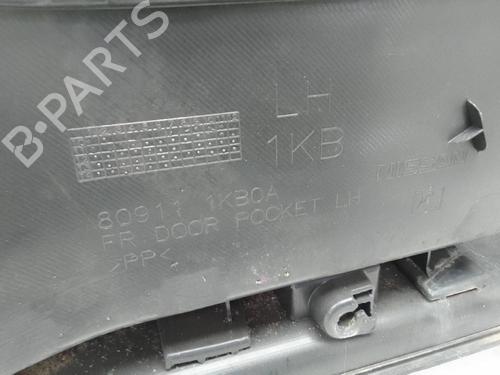 B-PARTS
LH
1KB
NISSAN
80911 1KB0A
FR DOOR POCKET LH
>PP<